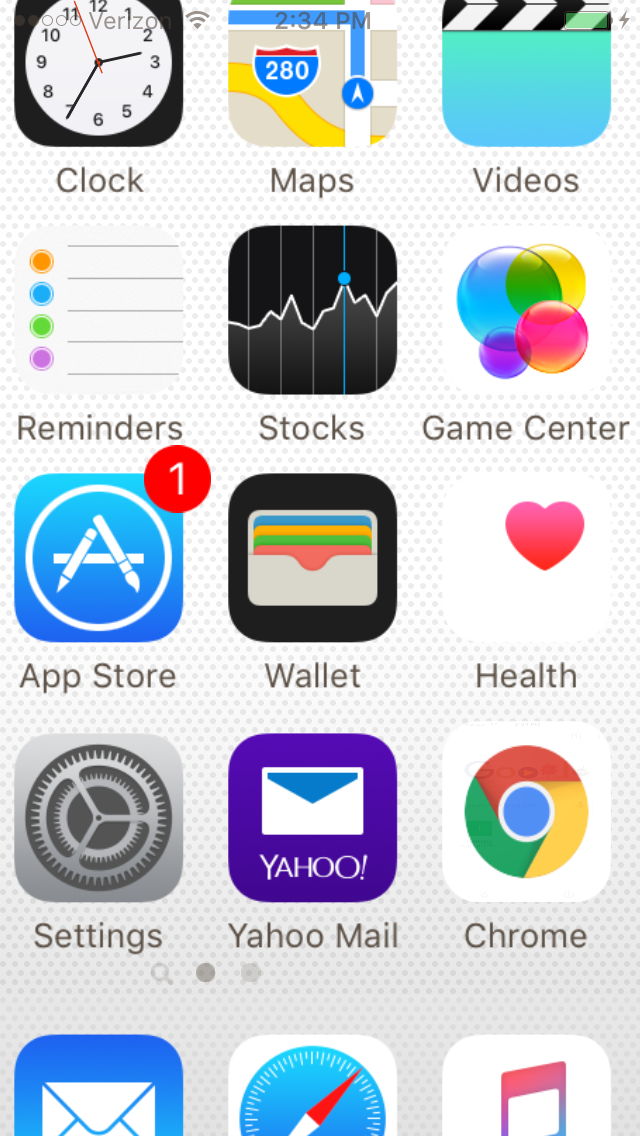 Verizon 2:34 PM
11 12 1
10 2
9 3
8 4
7 6 5
280
Clock Maps Videos
Reminders Stocks Game Center
1
App Store Wallet Health
YAHOO!
Settings Yahoo Mail Chrome